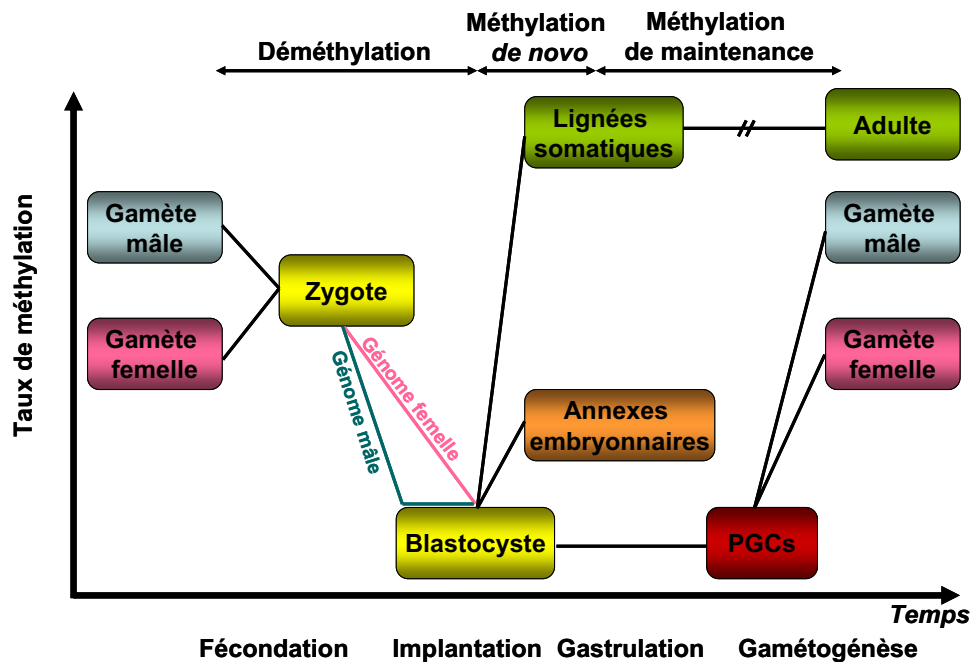 Déméthylation
Méthylation
de novo
Méthylation
de maintenance
Taux de méthylation
Gamète
mâle
Gamète
femelle
Zygote
Génome mâle
Génome femelle
Blastocyste
Lignées
somatiques
Annexes
embryonnaires
PGCs
Adulte
Gamète
mâle
Gamète
femelle
Temps
Fécondation
Implantation
Gastrulation
Gamétogénèse